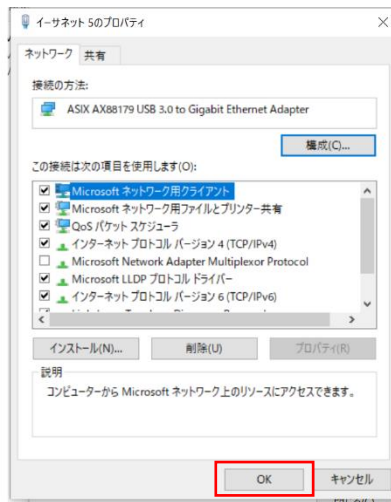 イーサネット 5のプロパティ
ネットワーク 共有
接続の方法:
ASIX AX88179 USB 3.0 to Gigabit Ethernet Adapter
構成(C)...
この接続は次の項目を使用します(O):
Microsoft ネットワーク用クライアント
Microsoft ネットワーク用ファイルとプリンター共有
QoS パケット スケジューラ
インターネット プロトコル バージョン 4 (TCP/IPv4)
Microsoft Network Adapter Multiplexor Protocol
Microsoft LLDP プロトコル ドライバー
インターネット プロトコル バージョン 6 (TCP/IPv6)
インストール(N)... 削除(U) プロパティ(R)
説明
コンピューターから Microsoft ネットワーク上のリソースにアクセスできます。
OK キャンセル